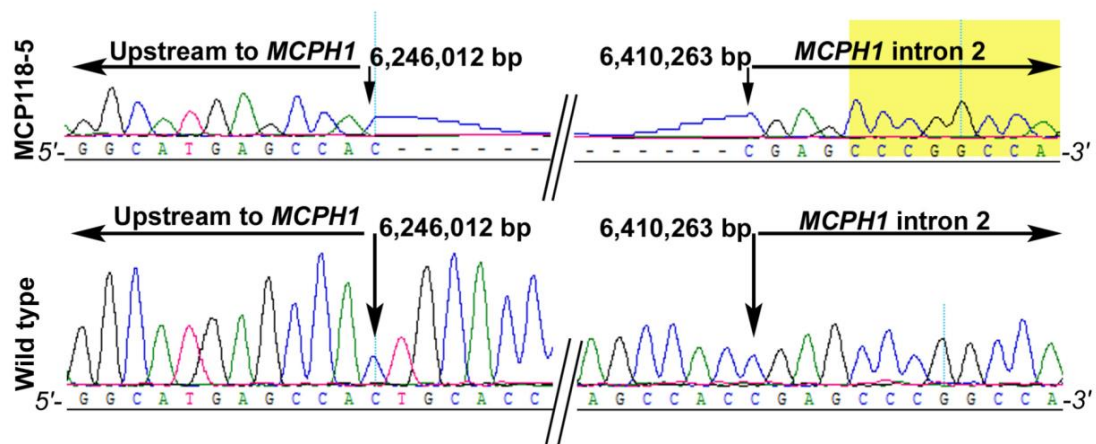 MCP118-5
Upstream to MCPH1 6,246,012 bp 6,410,263 bp MCPH1 intron 2
5'- G G C A T G A G C C A C - - - - - - - - - - - - C G A G C C C G G C C A -3'
Wild type
Upstream to MCPH1 6,246,012 bp 6,410,263 bp MCPH1 intron 2
5'- G G C A T G A G C C A C T G C A C C A G C C A C C G A G C C C G G C C A -3'